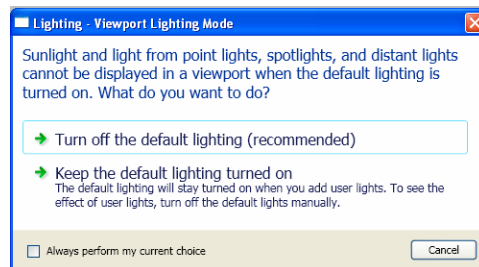 Lighting - Viewport Lighting Mode
Sunlight and light from point lights, spotlights, and distant lights
cannot be displayed in a viewport when the default lighting is
turned on. What do you want to do?
Turn off the default lighting (recommended)
Keep the default lighting turned on
The default lighting will stay turned on when you add user lights. To see the
effect of user lights, turn off the default lights manually.
Always perform my current choice
Cancel